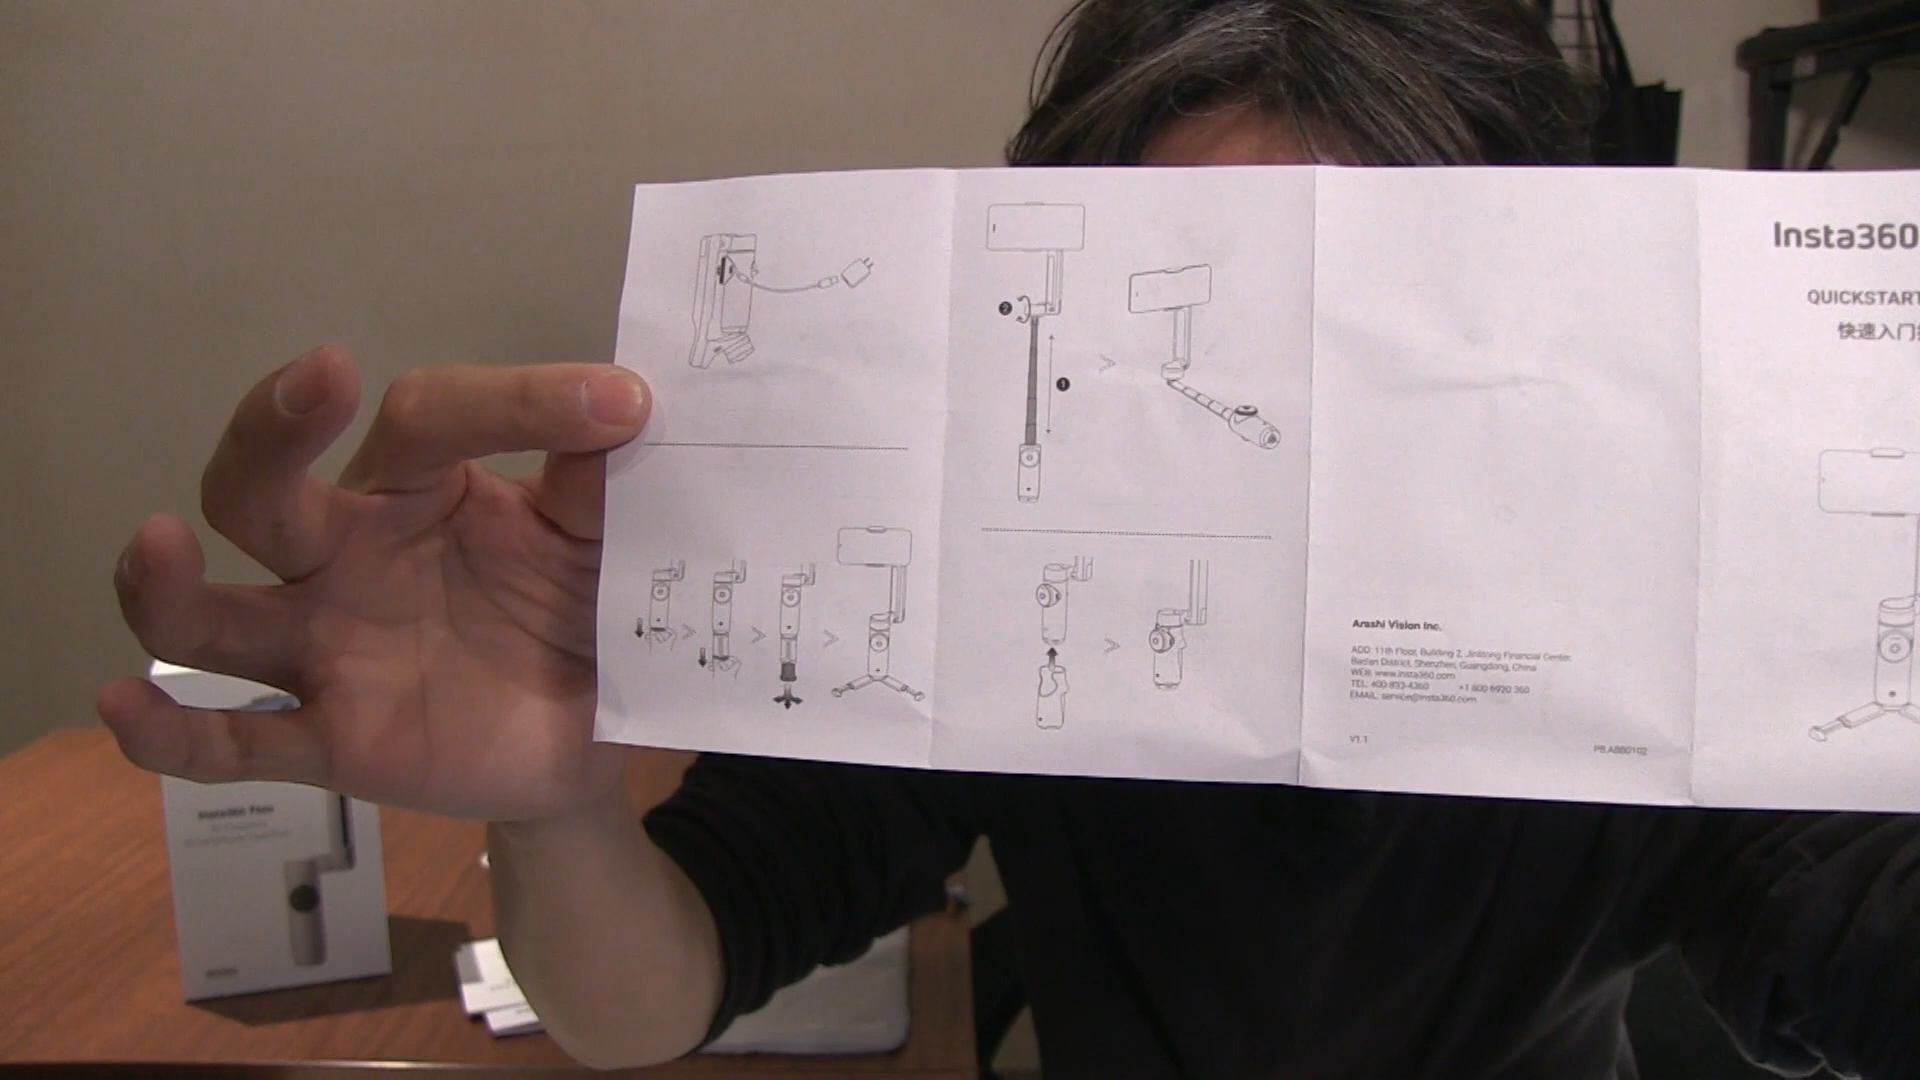 Insta360
QUICKSTART
快速入门
❷
❶
Arashi Vision Inc.
ADD: 11th Floor, Building 2, Jinlitong Financial Center,
Bao'an District, Shenzhen, Guangdong, China
WEB: www.insta360.com
TEL: 400-833-4360 +1 800 6920 360
EMAIL: service@insta360.com
V1.1
Insta360 Flow